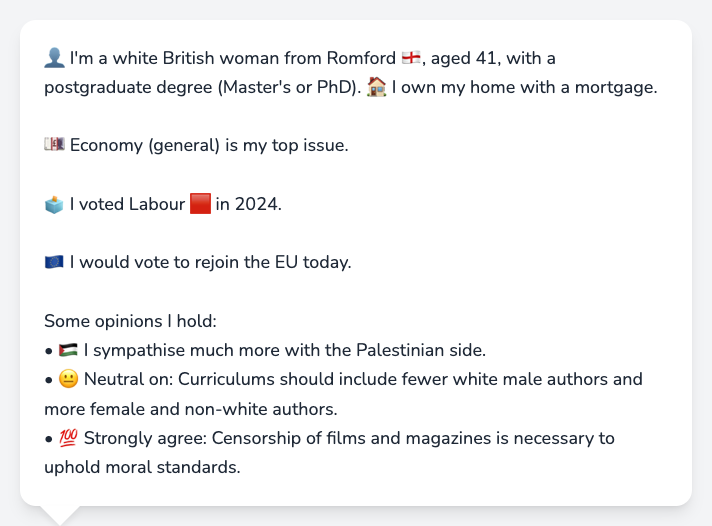 👤 I'm a white British woman from Romford 🏴󠁧󠁢󠁥󠁮󠁧󠁿, aged 41, with a
postgraduate degree (Master's or PhD). 🏠 I own my home with a mortgage.
💷 Economy (general) is my top issue.
🗳️ I voted Labour 🟥 in 2024.
🇪🇺 I would vote to rejoin the EU today.
Some opinions I hold:
• 🇵🇸 I sympathise much more with the Palestinian side.
• 😐 Neutral on: Curriculums should include fewer white male authors and
more female and non-white authors.
• 💯 Strongly agree: Censorship of films and magazines is necessary to
uphold moral standards.